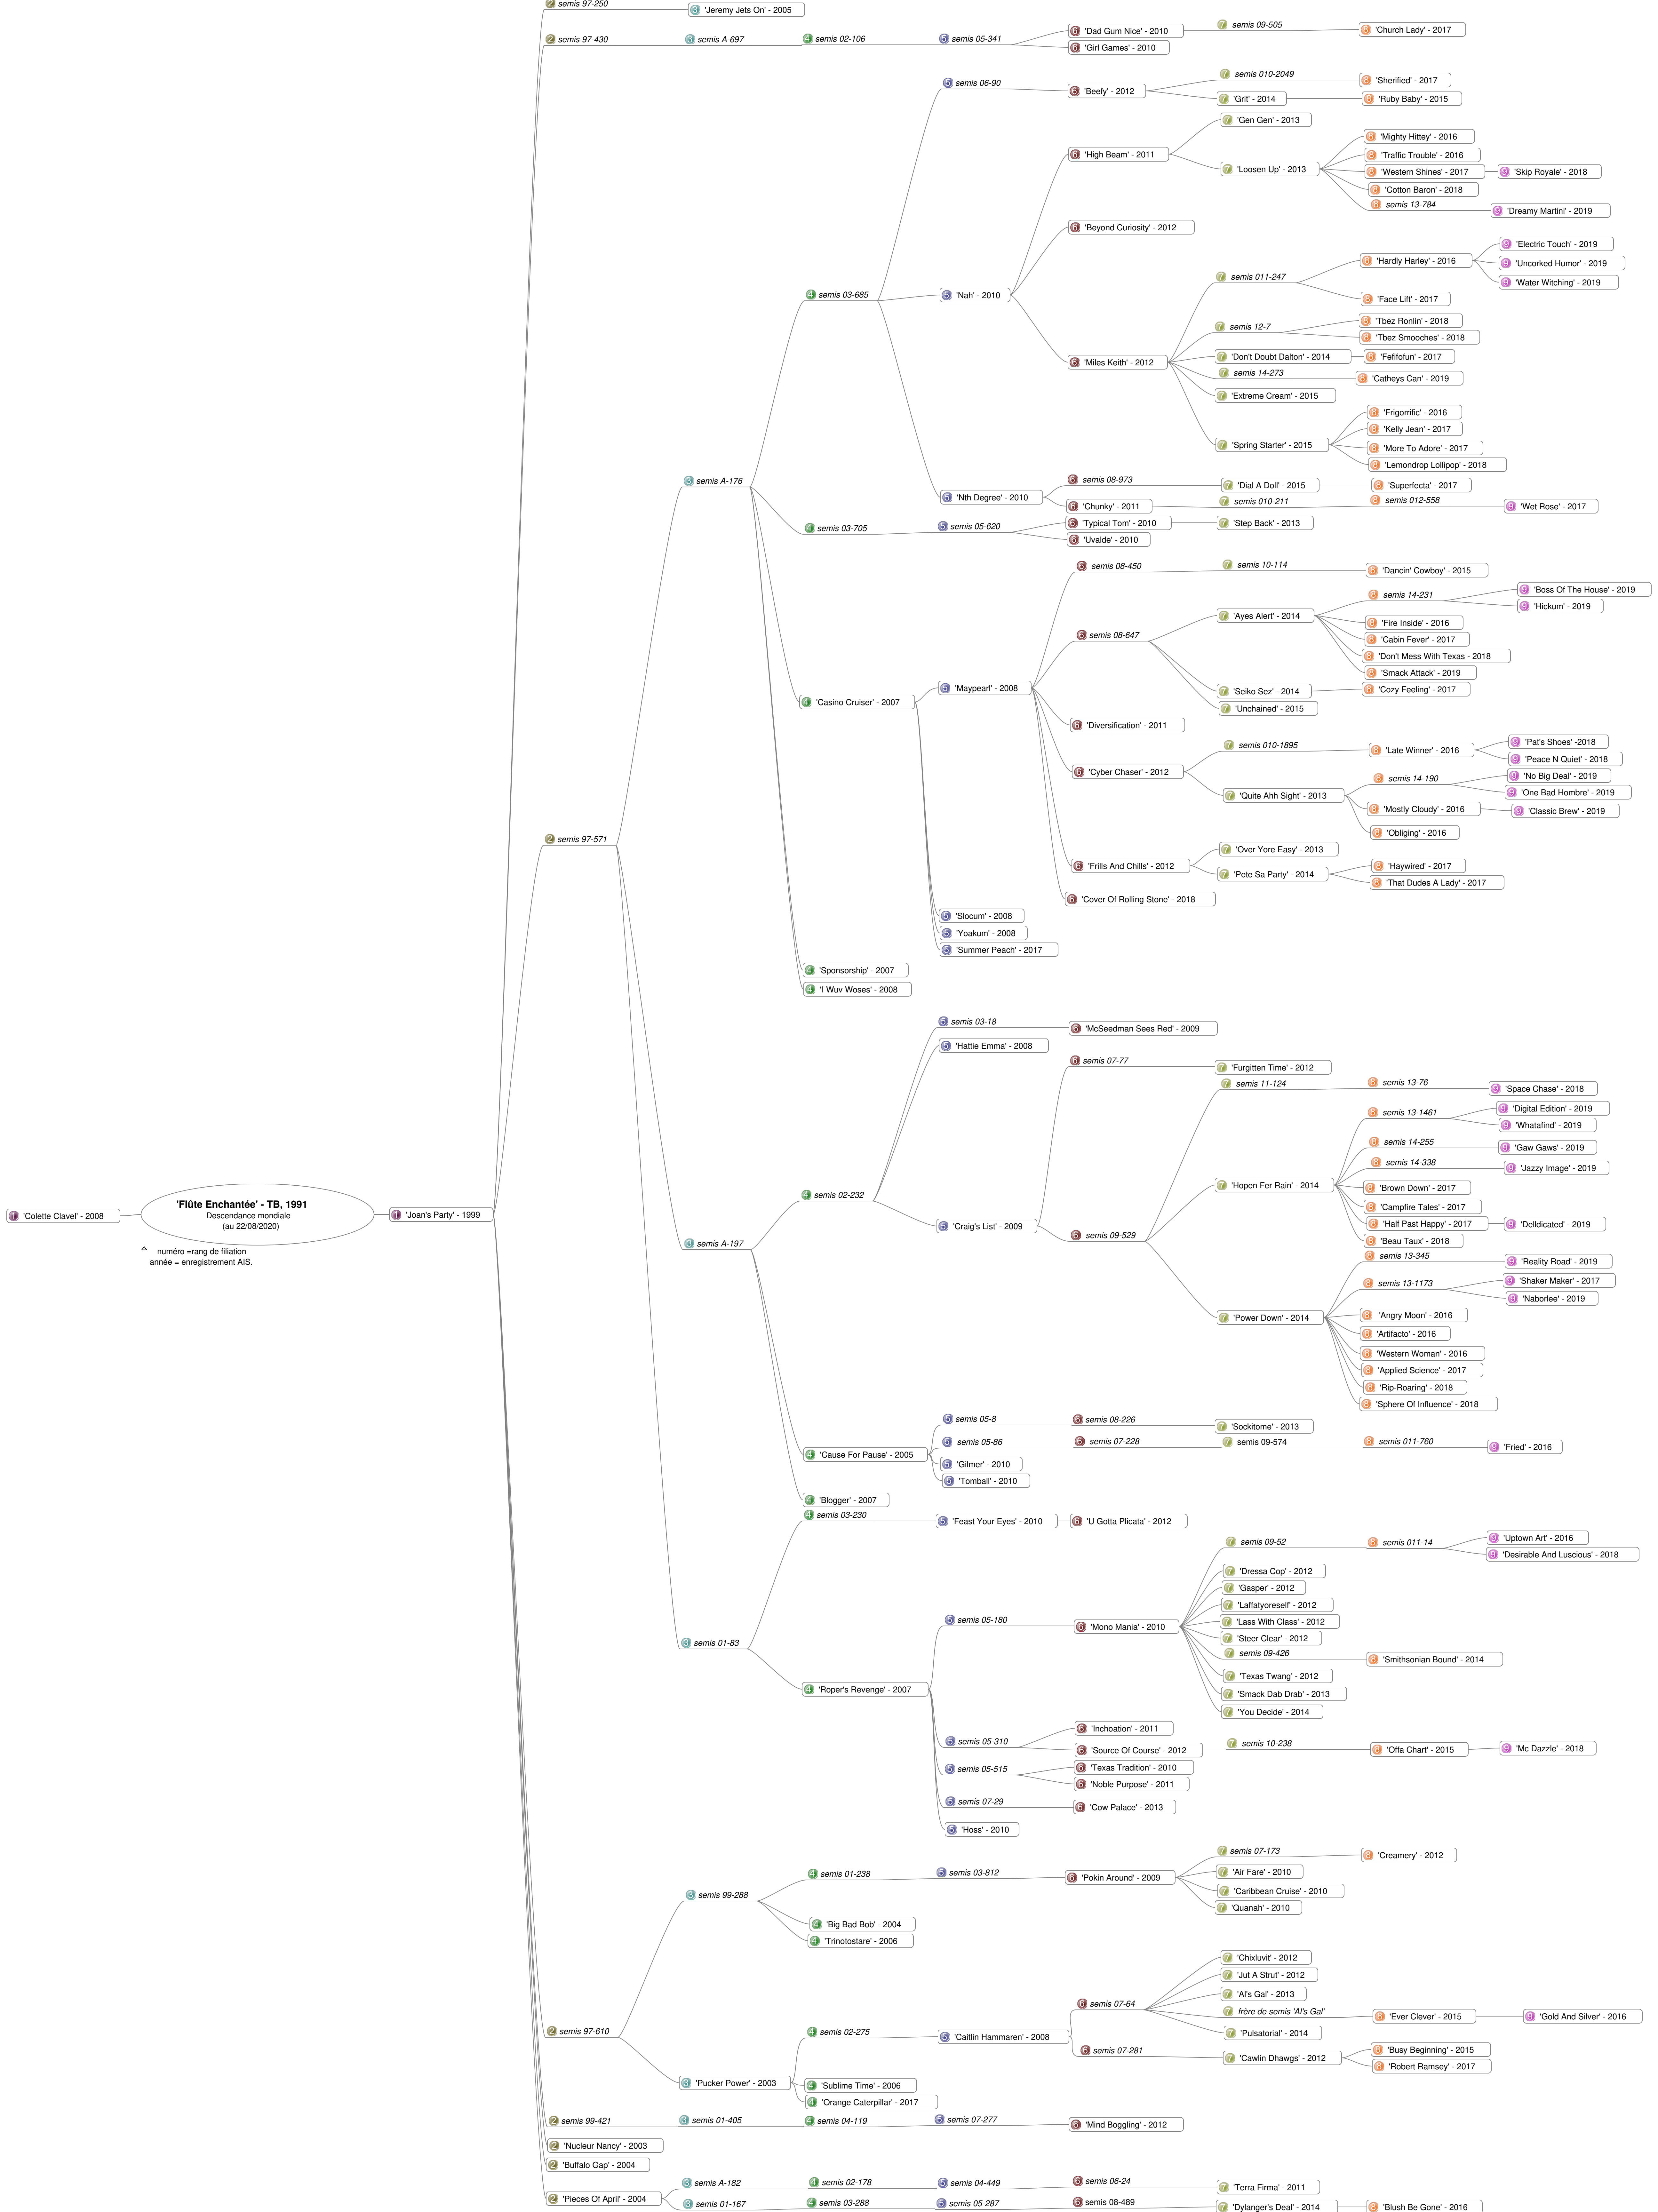 semis 97-250
'Jeremy Jets On' - 2005
semis 97-430
semis A-697
semis 02-106
semis 05-341
'Dad Gum Nice' - 2010
semis 09-505
'Church Lady' - 2017
'Girl Games' - 2010
semis 06-90
'Beefy' - 2012
semis 010-2049
'Sherified' - 2017
'Grit' - 2014
'Ruby Baby' - 2015
'Gen Gen' - 2013
'High Beam' - 2011
'Loosen Up' - 2013
'Mighty Hittey' - 2016
'Traffic Trouble' - 2016
'Western Shines' - 2017
'Skip Royale' - 2018
'Cotton Baron' - 2018
semis 13-784
'Dreamy Martini' - 2019
'Beyond Curiosity' - 2012
semis 03-685
'Nah' - 2010
semis 011-247
'Hardly Harley' - 2016
'Electric Touch' - 2019
'Uncorked Humor' - 2019
'Water Witching' - 2019
'Face Lift' - 2017
semis 12-7
'Tbez Ronlin' - 2018
'Tbez Smooches' - 2018
'Miles Keith' - 2012
'Don't Doubt Dalton' - 2014
'Fefifofun' - 2017
semis 14-273
'Catheys Can' - 2019
'Extreme Cream' - 2015
'Spring Starter' - 2015
'Frigorrific' - 2016
'Kelly Jean' - 2017
'More To Adore' - 2017
'Lemondrop Lollipop' - 2018
semis A-176
'Nth Degree' - 2010
semis 08-973
'Dial A Doll' - 2015
'Superfecta' - 2017
'Chunky' - 2011
semis 010-211
semis 012-558
'Wet Rose' - 2017
semis 03-705
semis 05-620
'Typical Tom' - 2010
'Step Back' - 2013
'Uvalde' - 2010
semis 08-450
semis 10-114
'Dancin' Cowboy' - 2015
semis 08-647
'Ayes Alert' - 2014
semis 14-231
'Boss Of The House' - 2019
'Hickum' - 2019
'Fire Inside' - 2016
'Cabin Fever' - 2017
'Don't Mess With Texas - 2018
'Smack Attack' - 2019
'Seiko Sez' - 2014
'Cozy Feeling' - 2017
'Unchained' - 2015
'Casino Cruiser' - 2007
'Maypearl' - 2008
'Diversification' - 2011
'Cyber Chaser' - 2012
semis 010-1895
'Late Winner' - 2016
'Pat's Shoes' -2018
'Peace N Quiet' - 2018
'Quite Ahh Sight' - 2013
semis 14-190
'No Big Deal' - 2019
'One Bad Hombre' - 2019
'Mostly Cloudy' - 2016
'Classic Brew' - 2019
'Obliging' - 2016
semis 97-571
'Frills And Chills' - 2012
'Over Yore Easy' - 2013
'Pete Sa Party' - 2014
'Haywired' - 2017
'That Dudes A Lady' - 2017
'Cover Of Rolling Stone' - 2018
'Slocum' - 2008
'Yoakum' - 2008
'Summer Peach' - 2017
'Sponsorship' - 2007
'I Wuv Woses' - 2008
semis 03-18
'McSeedman Sees Red' - 2009
'Hattie Emma' - 2008
semis 07-77
'Furgitten Time' - 2012
semis 11-124
semis 13-76
'Space Chase' - 2018
semis 13-1461
'Digital Edition' - 2019
'Whatafind' - 2019
semis 14-255
'Gaw Gaws' - 2019
semis 14-338
'Jazzy Image' - 2019
semis 02-232
'Hopen Fer Rain' - 2014
'Brown Down' - 2017
'Campfire Tales' - 2017
'Half Past Happy' - 2017
'Delldicated' - 2019
'Beau Taux' - 2018
'Craig's List' - 2009
semis 09-529
'Colette Clavel' - 2008
'Flûte Enchantée' - TB, 1991
Descendance mondiale
(au 22/08/2020)
'Joan's Party' - 1999
numéro =rang de filiation
année = enregistrement AIS.
semis A-197
semis 13-345
'Reality Road' - 2019
semis 13-1173
'Shaker Maker' - 2017
'Naborlee' - 2019
'Power Down' - 2014
'Angry Moon' - 2016
'Artifacto' - 2016
'Western Woman' - 2016
'Applied Science' - 2017
'Rip-Roaring' - 2018
'Sphere Of Influence' - 2018
'Cause For Pause' - 2005
semis 05-8
semis 08-226
'Sockitome' - 2013
semis 05-86
semis 07-228
semis 09-574
semis 011-760
'Fried' - 2016
'Gilmer' - 2010
'Tomball' - 2010
'Blogger' - 2007
semis 03-230
'Feast Your Eyes' - 2010
'U Gotta Plicata' - 2012
semis 09-52
semis 011-14
'Uptown Art' - 2016
'Desirable And Luscious' - 2018
'Dressa Cop' - 2012
'Gasper' - 2012
'Laffatyoreself' - 2012
semis 05-180
'Mono Mania' - 2010
'Lass With Class' - 2012
'Steer Clear' - 2012
semis 01-83
semis 09-426
'Smithsonian Bound' - 2014
'Texas Twang' - 2012
'Roper's Revenge' - 2007
'Smack Dab Drab' - 2013
'You Decide' - 2014
semis 05-310
'Inchoation' - 2011
'Source Of Course' - 2012
semis 10-238
'Offa Chart' - 2015
'Mc Dazzle' - 2018
semis 05-515
'Texas Tradition' - 2010
'Noble Purpose' - 2011
semis 07-29
'Cow Palace' - 2013
'Hoss' - 2010
semis 99-288
semis 01-238
semis 03-812
'Pokin Around' - 2009
semis 07-173
'Creamery' - 2012
'Air Fare' - 2010
'Caribbean Cruise' - 2010
'Quanah' - 2010
'Big Bad Bob' - 2004
'Trinotostare' - 2006
semis 97-610
semis 02-275
'Caitlin Hammaren' - 2008
semis 07-64
'Chixluvit' - 2012
'Jut A Strut' - 2012
'Al's Gal' - 2013
frère de semis 'Al's Gal'
'Ever Clever' - 2015
'Gold And Silver' - 2016
'Pulsatorial' - 2014
semis 07-281
'Cawlin Dhawgs' - 2012
'Busy Beginning' - 2015
'Robert Ramsey' - 2017
'Pucker Power' - 2003
'Sublime Time' - 2006
'Orange Caterpillar' - 2017
semis 99-421
semis 01-405
semis 04-119
semis 07-277
'Mind Boggling' - 2012
'Nucleur Nancy' - 2003
'Buffalo Gap' - 2004
'Pieces Of April' - 2004
semis A-182
semis 02-178
semis 04-449
semis 06-24
'Terra Firma' - 2011
semis 01-167
semis 03-288
semis 05-287
semis 08-489
'Dylanger's Deal' - 2014
'Blush Be Gone' - 2016